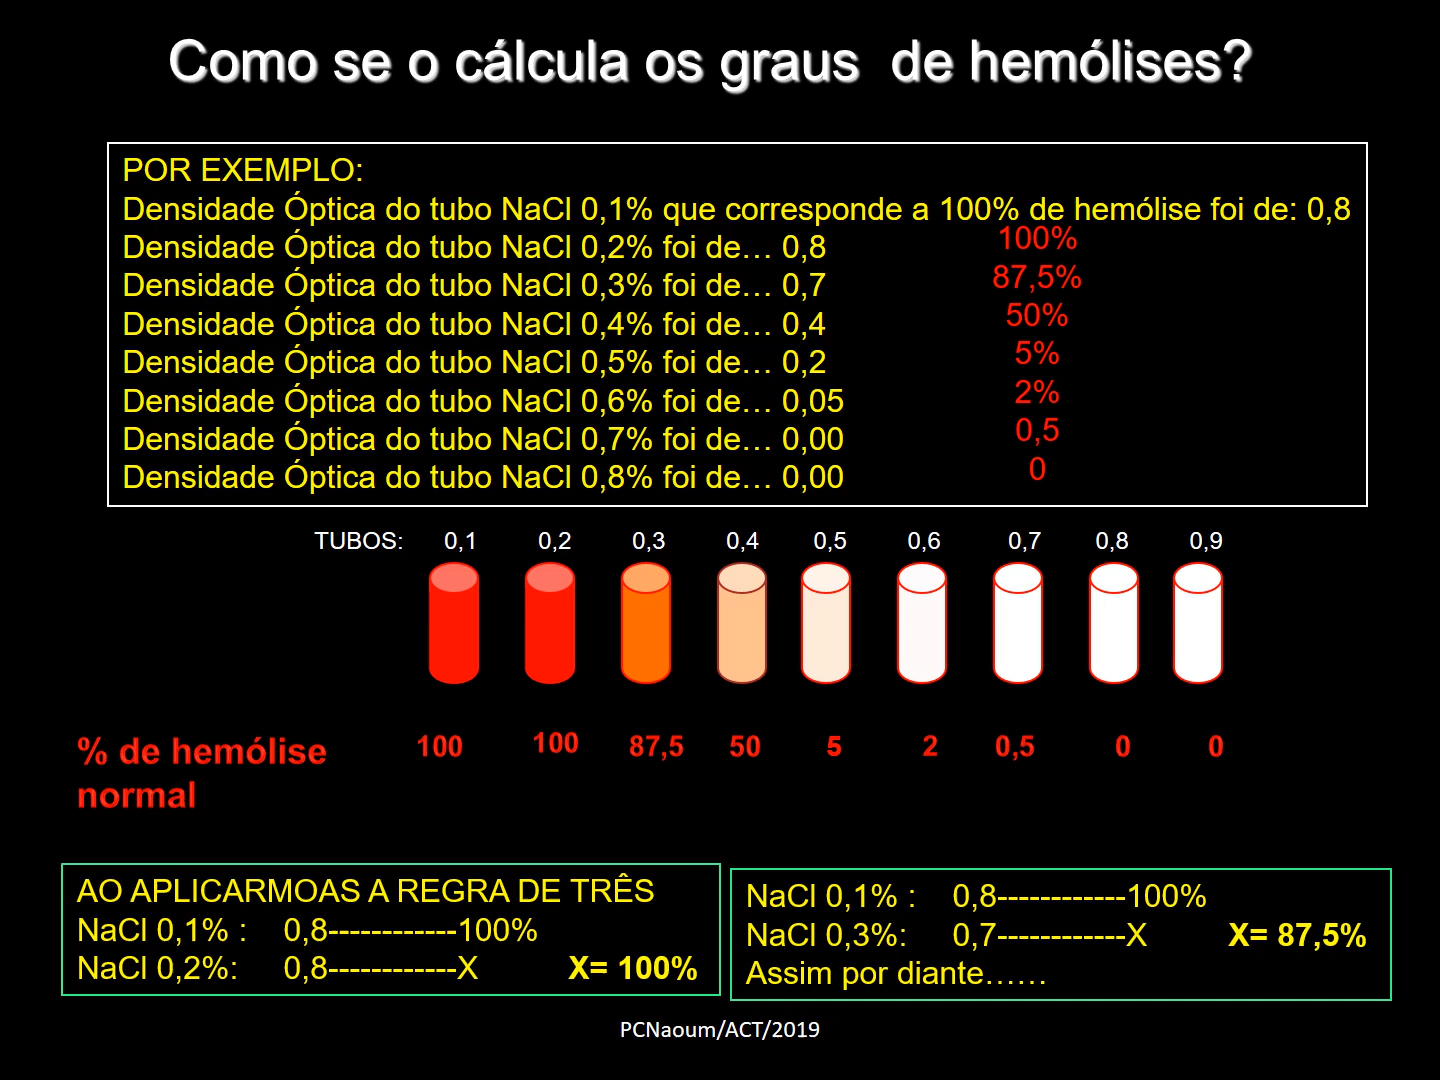 Como se o cálcula os graus de hemólises?
POR EXEMPLO:
Densidade Óptica do tubo NaCl 0,1% que corresponde a 100% de hemólise foi de: 0,8
Densidade Óptica do tubo NaCl 0,2% foi de… 0,8 100%
Densidade Óptica do tubo NaCl 0,3% foi de… 0,7 87,5%
Densidade Óptica do tubo NaCl 0,4% foi de… 0,4 50%
Densidade Óptica do tubo NaCl 0,5% foi de… 0,2 5%
Densidade Óptica do tubo NaCl 0,6% foi de… 0,05 2%
Densidade Óptica do tubo NaCl 0,7% foi de… 0,00 0,5
Densidade Óptica do tubo NaCl 0,8% foi de… 0,00 0
TUBOS: 0,1 0,2 0,3 0,4 0,5 0,6 0,7 0,8 0,9
% de hemólise 100 100 87,5 50 5 2 0,5 0 0
normal
AO APLICARMOAS A REGRA DE TRÊS
NaCl 0,1% : 0,8------------100%
NaCl 0,2%: 0,8------------X X= 100%
NaCl 0,1% : 0,8------------100%
NaCl 0,3%: 0,7------------X X= 87,5%
Assim por diante……
PCNaoum/ACT/2019